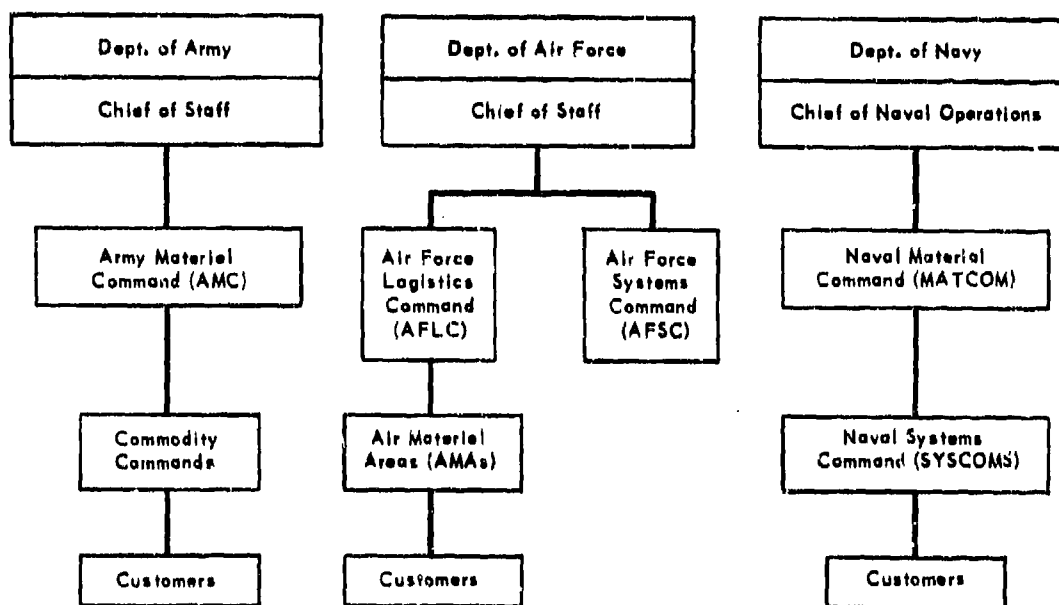 Dept. of Army
Chief of Staff
Army Materiel
Command (AMC)
Commodity
Commands
Customers
Dept. of Air Force
Chief of Staff
Air Force
Logistics
Command
(AFLC)
Air Force
Systems
Command
(AFSC)
Air Materiel
Areas (AMAs)
Customers
Dept. of Navy
Chief of Naval Operations
Naval Material
Command (MATCOM)
Naval Systems
Command (SYSCOMS)
Customers